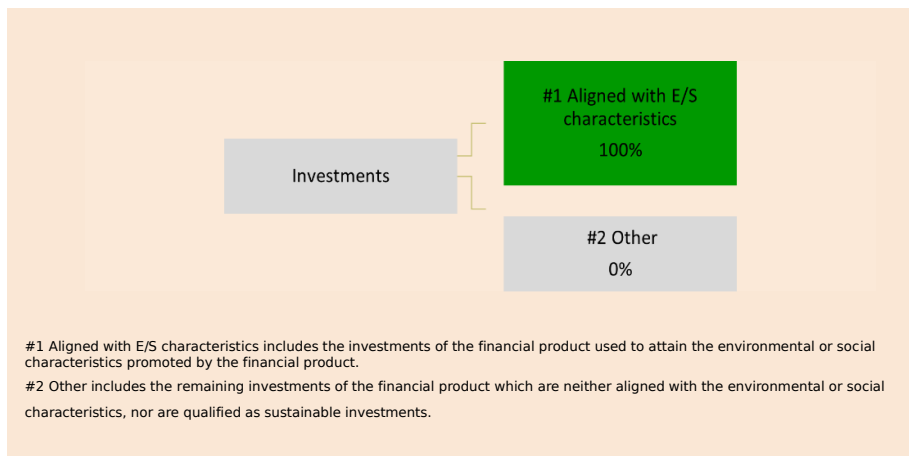 #1 Aligned with E/S
characteristics
100%
Investments
#2 Other
0%
#1 Aligned with E/S characteristics includes the investments of the financial product used to attain the environmental or social
characteristics promoted by the financial product.
#2 Other includes the remaining investments of the financial product which are neither aligned with the environmental or social
characteristics, nor are qualified as sustainable investments.